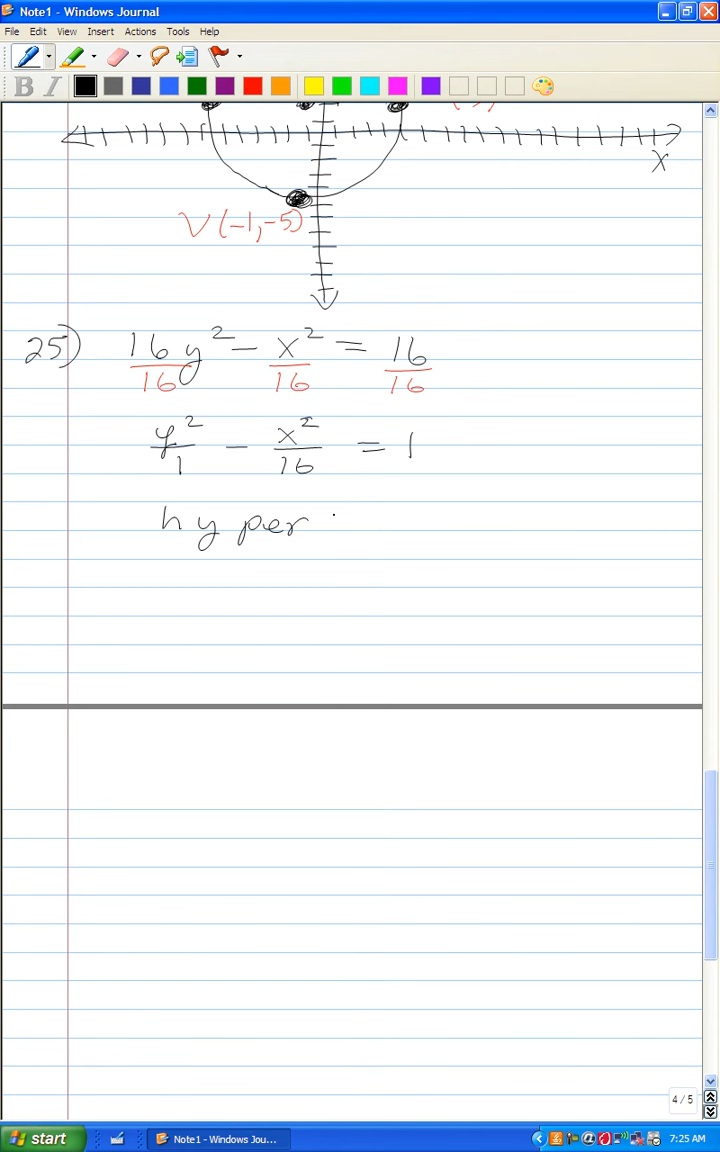 Note1 - Windows Journal
File Edit View Insert Actions Tools Help
B I
X
V(-1,-5)
25) 16y² - x² = 16
16 16 16
y² - x² = 1
1 16
hyper
4 / 5
start Note1 - Windows Jou... 7:25 AM